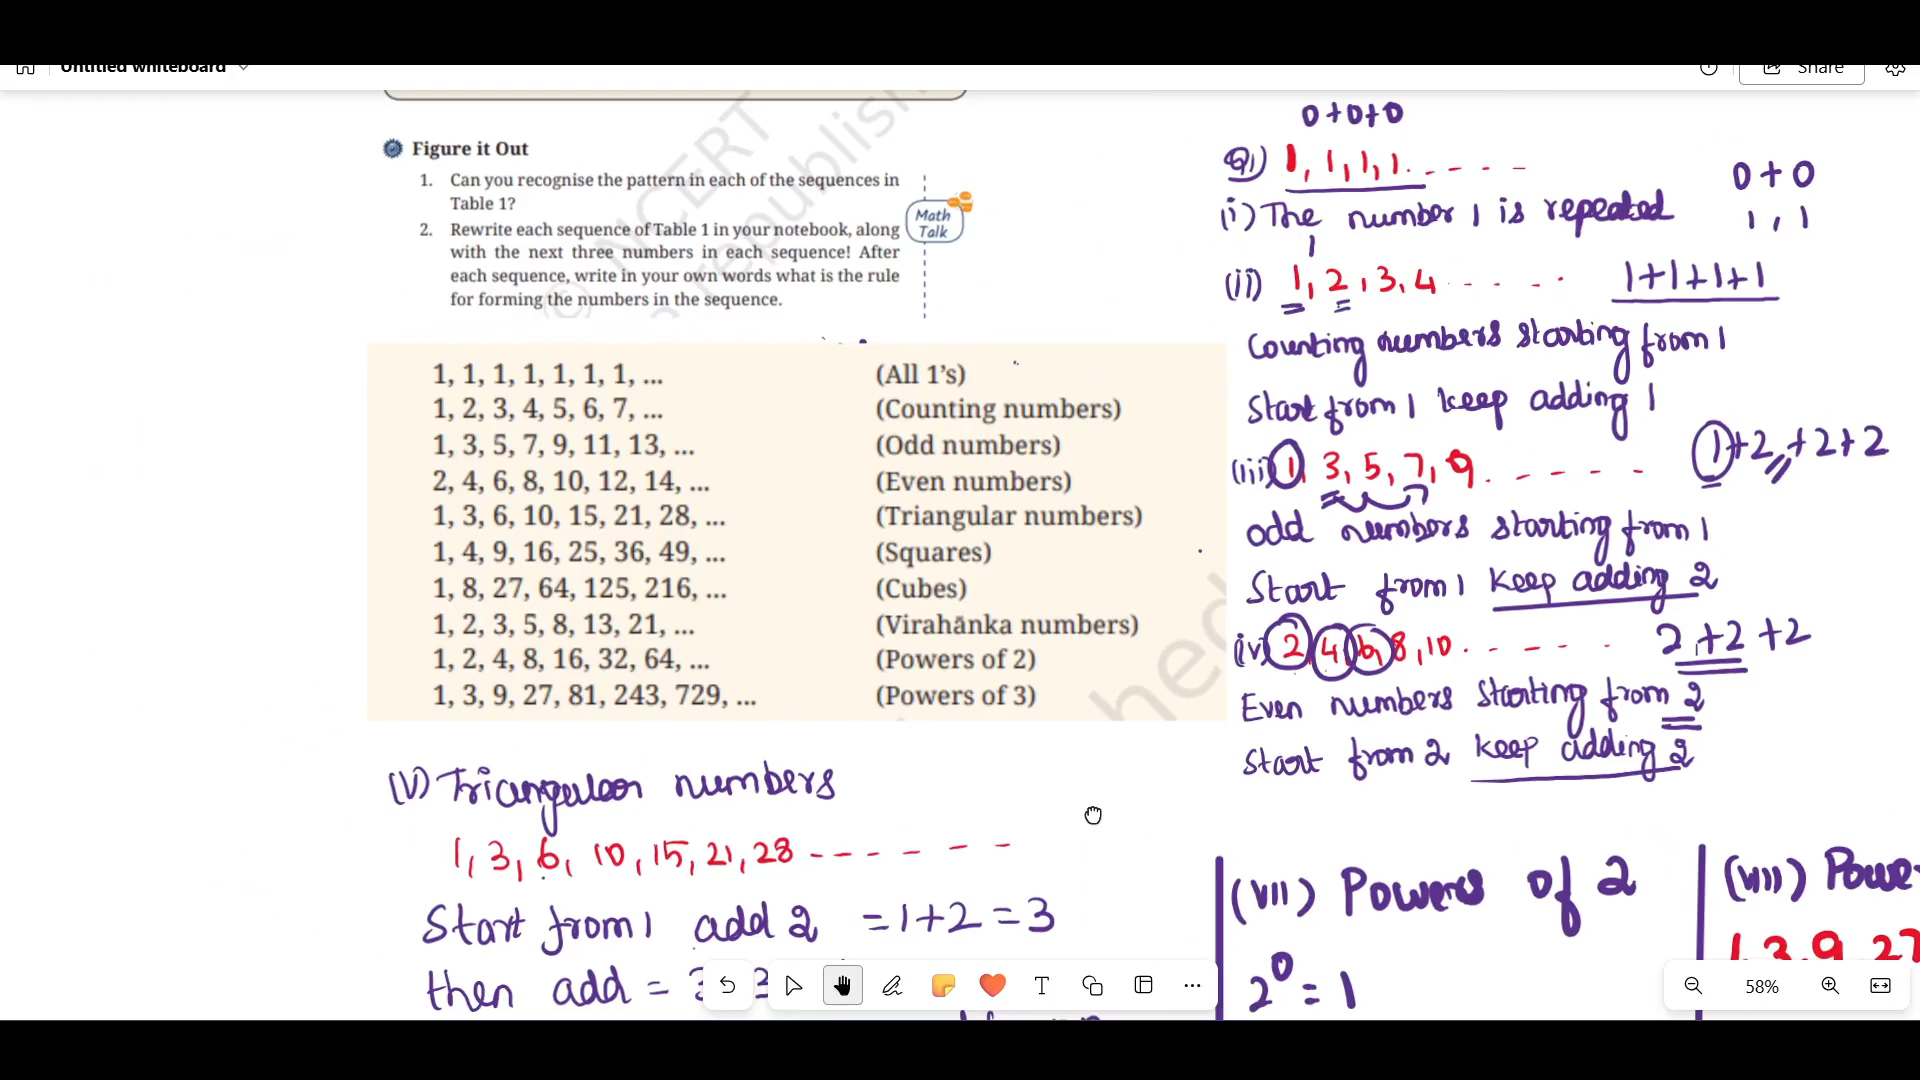 Untitled whiteboard
Share
Figure it Out
1. Can you recognise the pattern in each of the sequences in
Table 1?
2. Rewrite each sequence of Table 1 in your notebook, along
with the next three numbers in each sequence! After
each sequence, write in your own words what is the rule
for forming the numbers in the sequence.
Math
Talk
1, 1, 1, 1, 1, 1, 1, ... (All 1's)
1, 2, 3, 4, 5, 6, 7, ... (Counting numbers)
1, 3, 5, 7, 9, 11, 13, ... (Odd numbers)
2, 4, 6, 8, 10, 12, 14, ... (Even numbers)
1, 3, 6, 10, 15, 21, 28, ... (Triangular numbers)
1, 4, 9, 16, 25, 36, 49, ... (Squares)
1, 8, 27, 64, 125, 216, ... (Cubes)
1, 2, 3, 5, 8, 13, 21, ... (Virahānka numbers)
1, 2, 4, 8, 16, 32, 64, ... (Powers of 2)
1, 3, 9, 27, 81, 243, 729, ... (Powers of 3)
© NCERT
republish
hed
0+0+0
Q1) 1, 1, 1, 1. - - - -
0+0
(i) The number 1 is repeated
1, 1
1
(ii) 1, 2, 3, 4 - - - - -
1+1+1+1
Counting numbers starting from 1
Start from 1 keep adding 1
(iii) 1, 3, 5, 7, 9. - - - -
1+2+2+2
odd numbers starting from 1
Start from 1 keep adding 2
(iv) 2, 4, 6, 8, 10. - - - - -
2+2+2
Even numbers starting from 2
Start from 2 keep adding 2
(V) Triangular numbers
1, 3, 6, 10, 15, 21, 28 - - - - - -
Start from 1 add 2 = 1+2 = 3
then add =
(VII) Powers of 2
2⁰ = 1
(VIII) Power
1, 3, 9, 27
58%